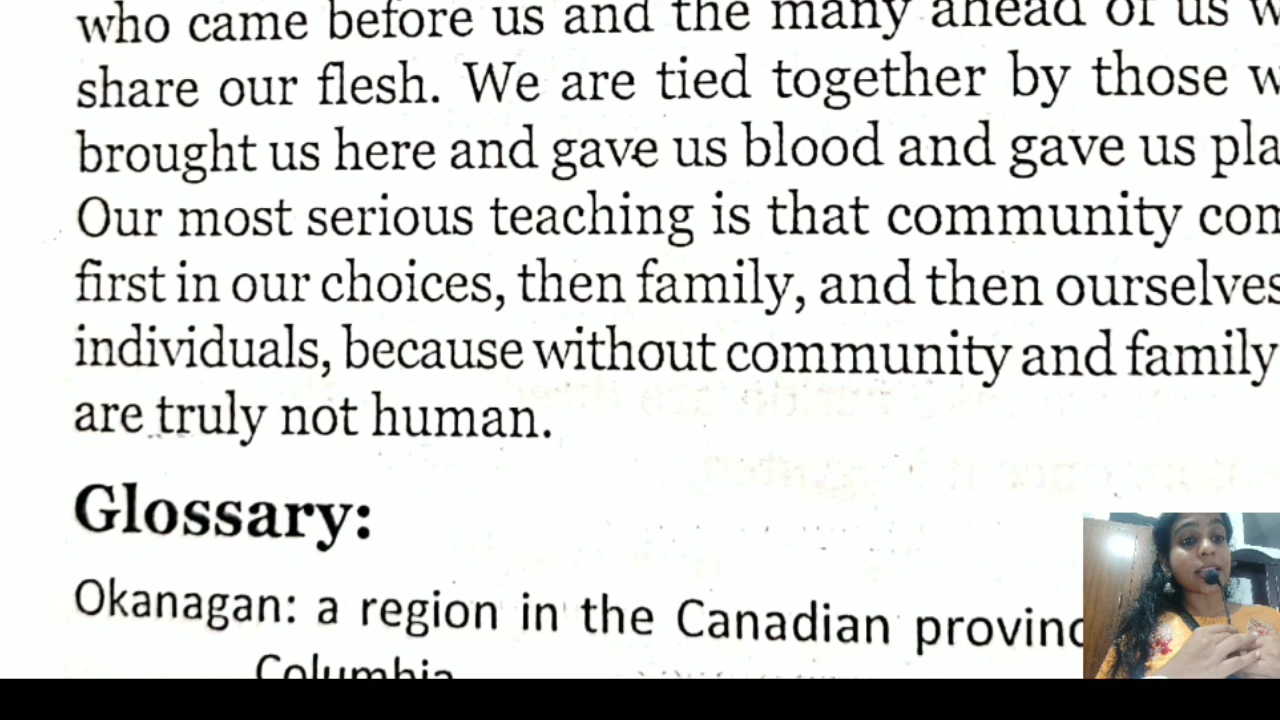 who came before us and the many ahead of us
share our flesh. We are tied together by those
brought us here and gave us blood and gave us
Our most serious teaching is that community
first in our choices, then family, and then ourselves
individuals, because without community and family
are truly not human.
Glossary:
Okanagan: a region in the Canadian
Columbia